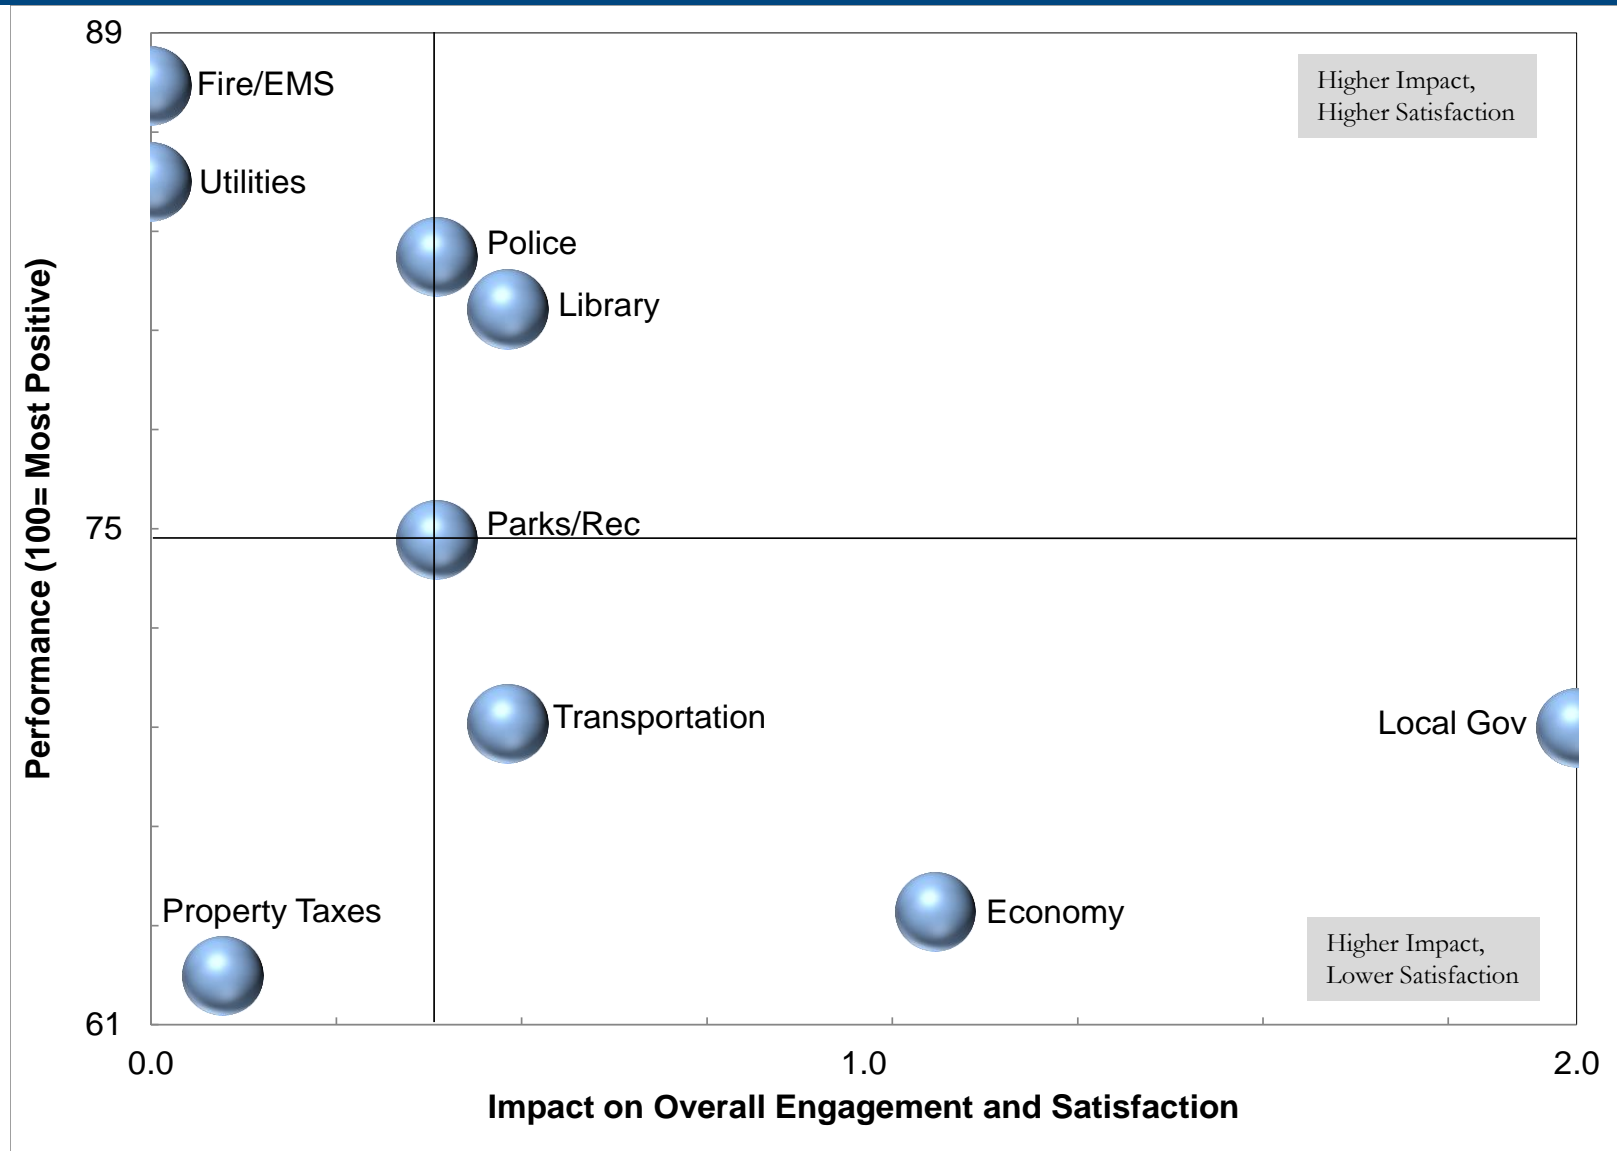 89
Higher Impact,
Higher Satisfaction
Fire/EMS
Utilities
Police
Library
Performance (100= Most Positive)
75
Parks/Rec
Transportation
Local Gov
Property Taxes
Economy
Higher Impact,
Lower Satisfaction
61
0.0
1.0
2.0
Impact on Overall Engagement and Satisfaction